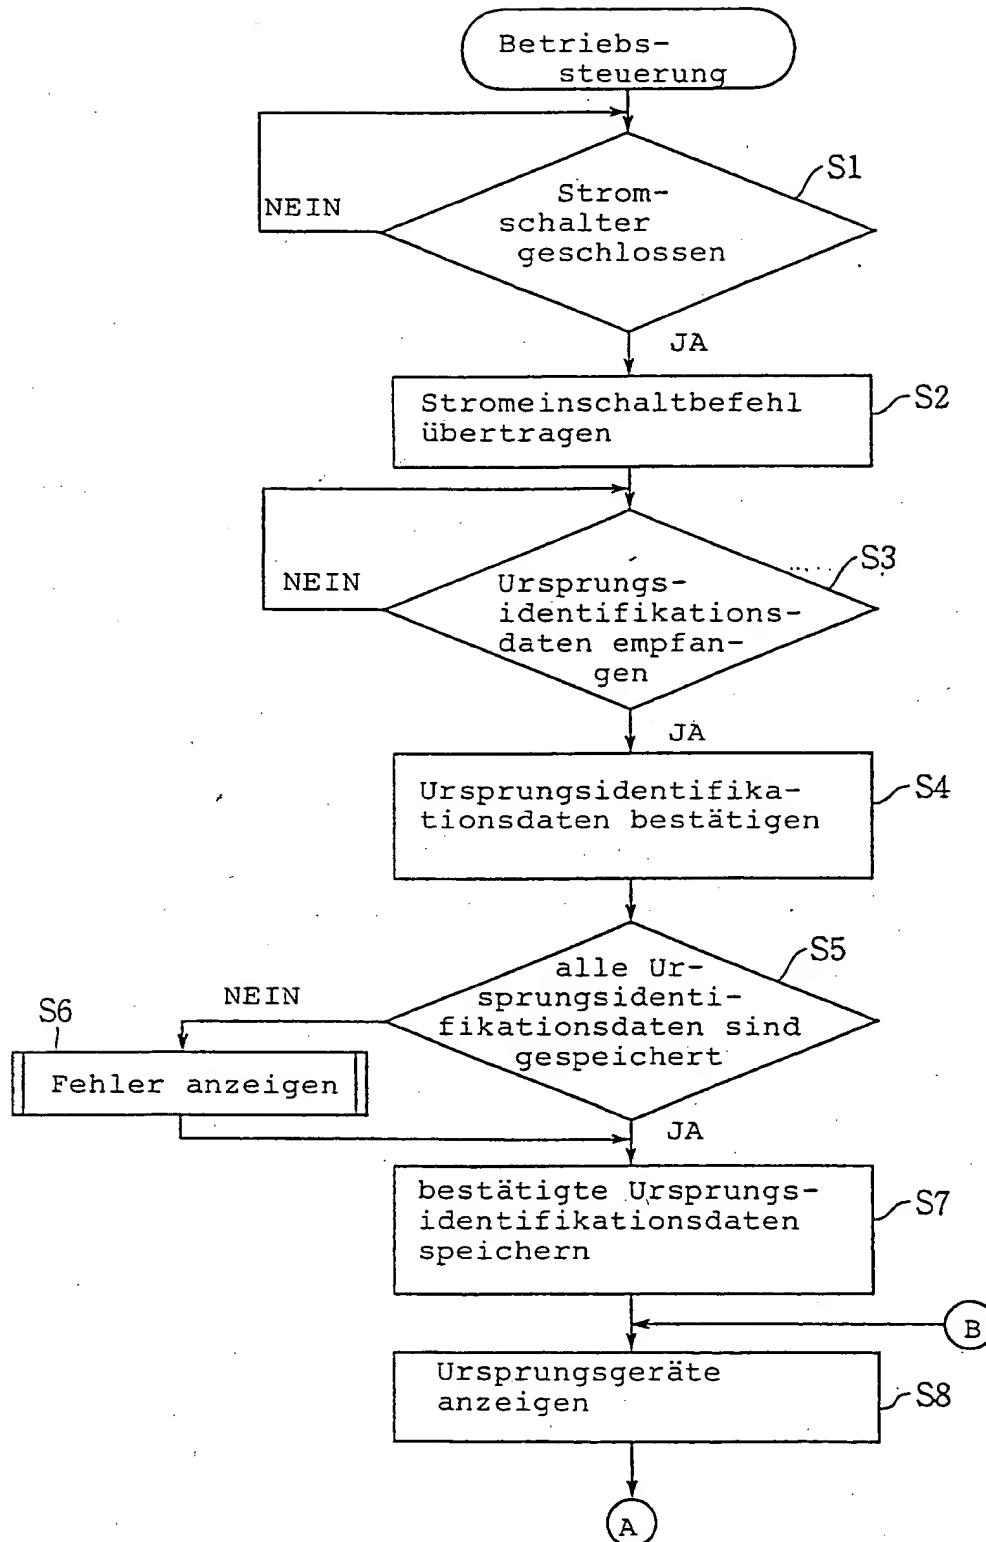 Betriebs-
steuerung
S1
Strom-
schalter
geschlossen
NEIN
JA
Stromeinschaltbefehl
übertragen
S2
S3
NEIN
Ursprungs-
identifikations-
daten empfan-
gen
JA
Ursprungsidentifika-
tionsdaten bestätigen
S4
S5
alle Ur-
sprungsidenti-
fikationsdaten sind
gespeichert
NEIN
S6
Fehler anzeigen
JA
bestätigte Ursprungs-
identifikationsdaten
speichern
S7
B
Ursprungsgeräte
anzeigen
S8
A